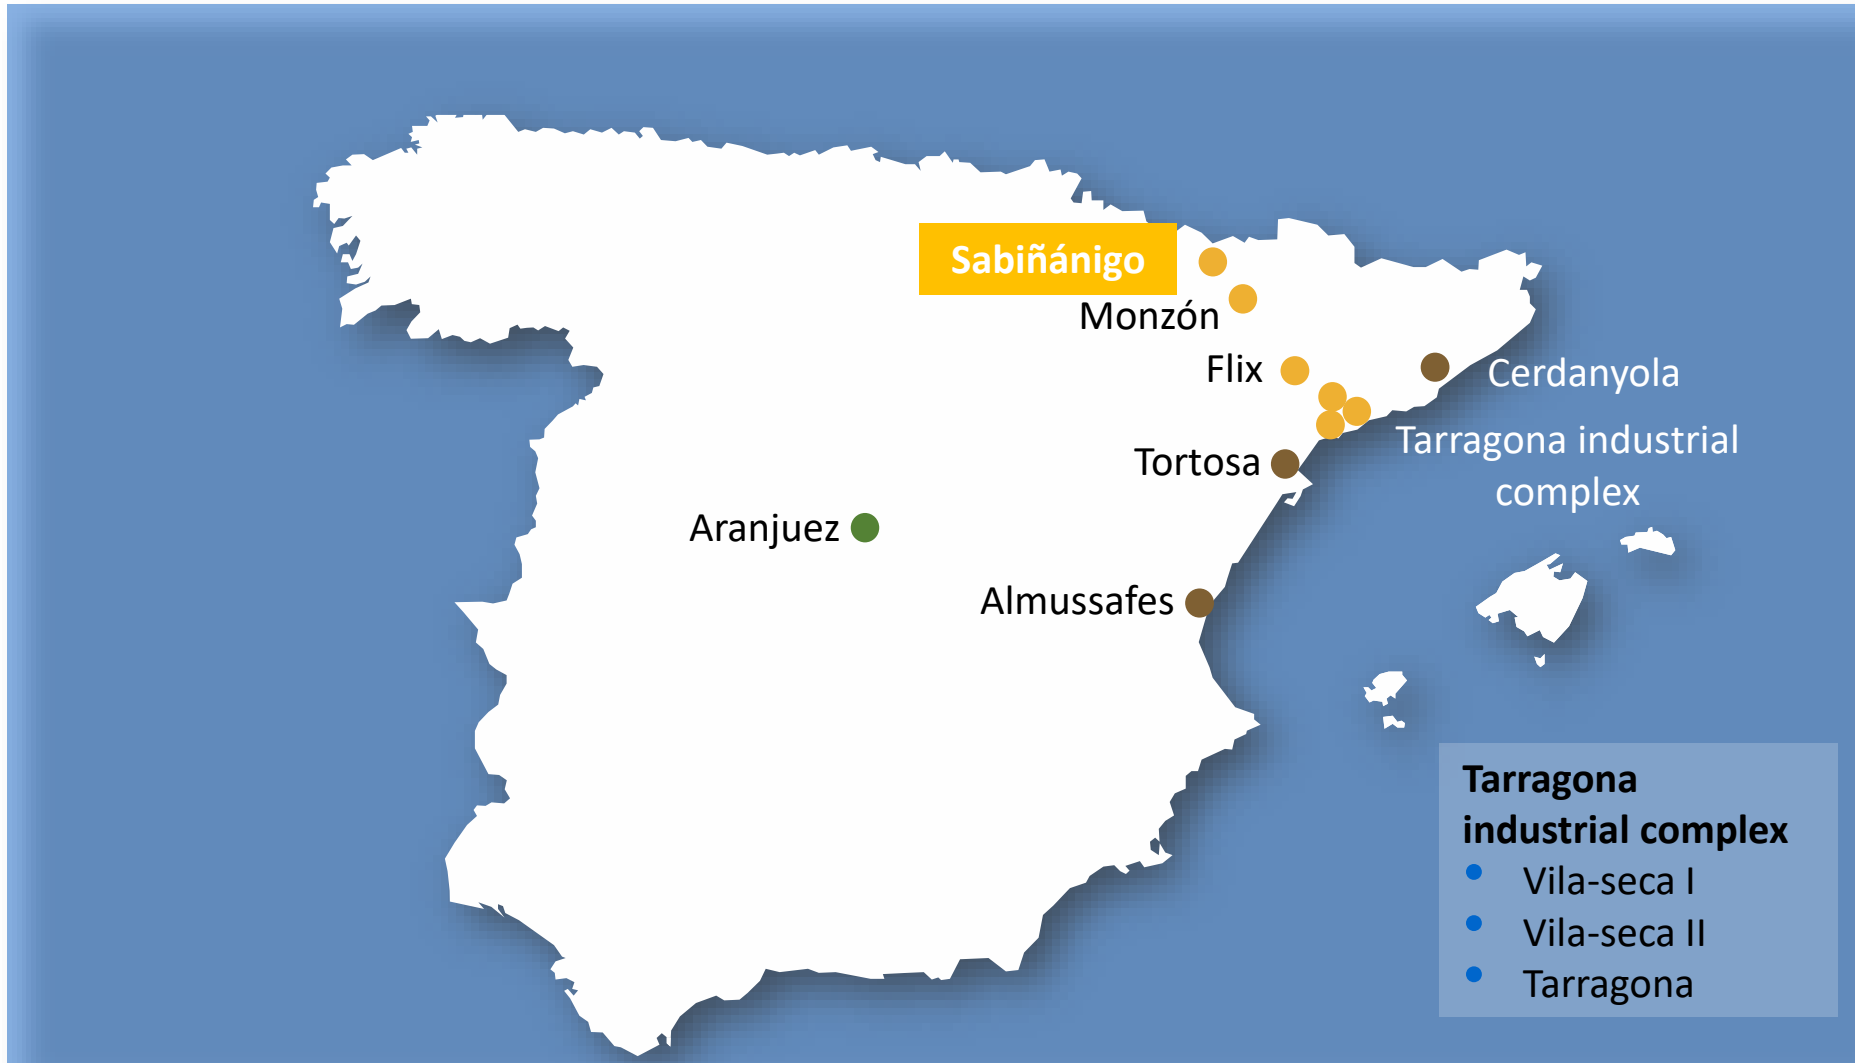 Sabiñánigo
Monzón
Flix
Cerdanyola
Tarragona industrial
complex
Tortosa
Aranjuez
Almussafes
Tarragona
industrial complex
• Vila-seca I
• Vila-seca II
• Tarragona